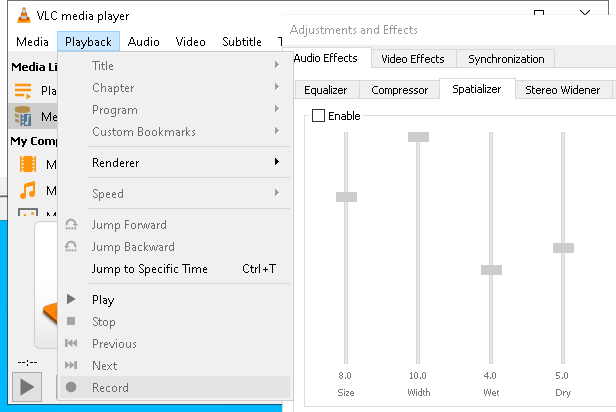 VLC media player
Media Playback Audio Video Subtitle T
Media Li
Pla
Me
My Comp
M
M
M
--:--
Title
Chapter
Program
Custom Bookmarks
Renderer
Speed
Jump Forward
Jump Backward
Jump to Specific Time Ctrl+T
Play
Stop
Previous
Next
Record
Adjustments and Effects
Audio Effects Video Effects Synchronization
Equalizer Compressor Spatializer Stereo Widener
Enable
8.0 10.0 4.0 5.0
Size Width Wet Dry